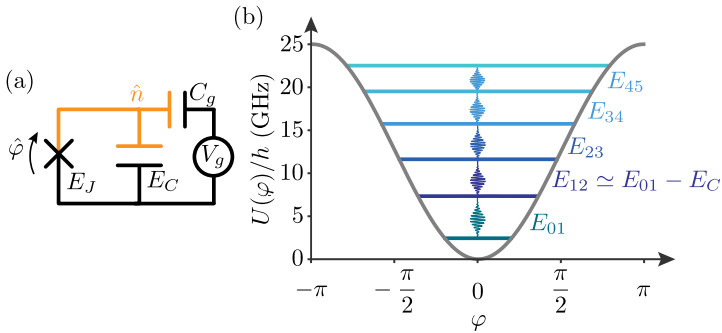 (a)
n̂
C_g
φ̂
E_J
E_C
V_g
(b)
U(φ)/h (GHz)
25
20
15
10
5
0
E_45
E_34
E_23
E_12 ≃ E_01 − E_C
E_01
−π
−π/2
0
π/2
π
φ